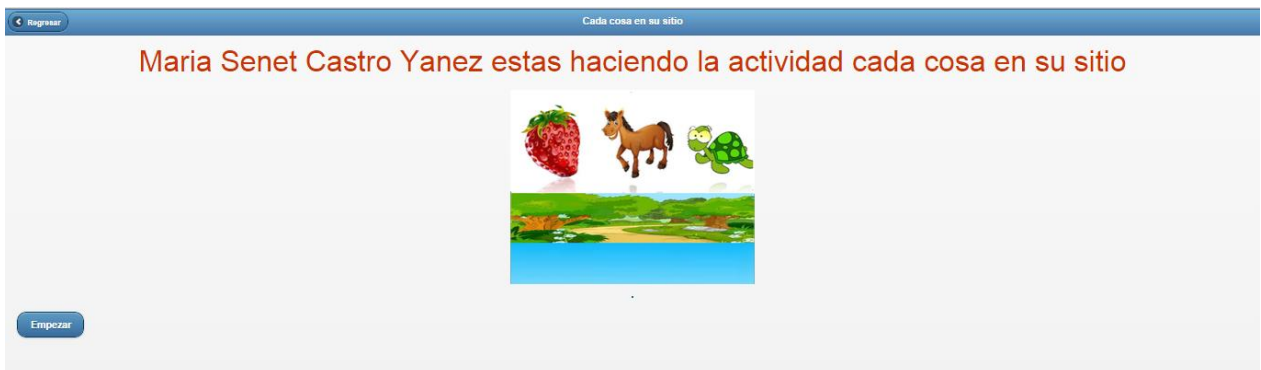 Regresar
Cada cosa en su sitio
Maria Senet Castro Yanez estas haciendo la actividad cada cosa en su sitio
.
Empezar